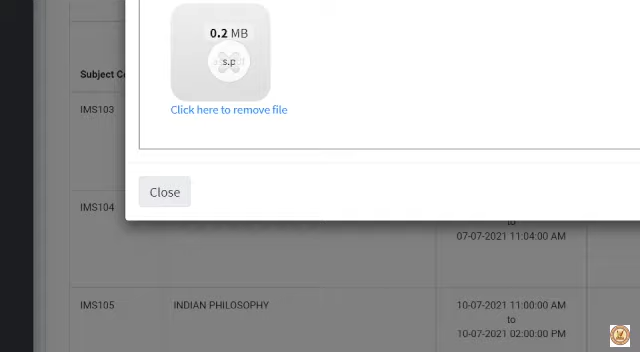 0.2 MB
Click here to remove file
Close
Subject
IMS103
IMS104
to
07-07-2021 11:04:00 AM
IMS105 INDIAN PHILOSOPHY 10-07-2021 11:00:00 AM
to
10-07-2021 02:00:00 PM